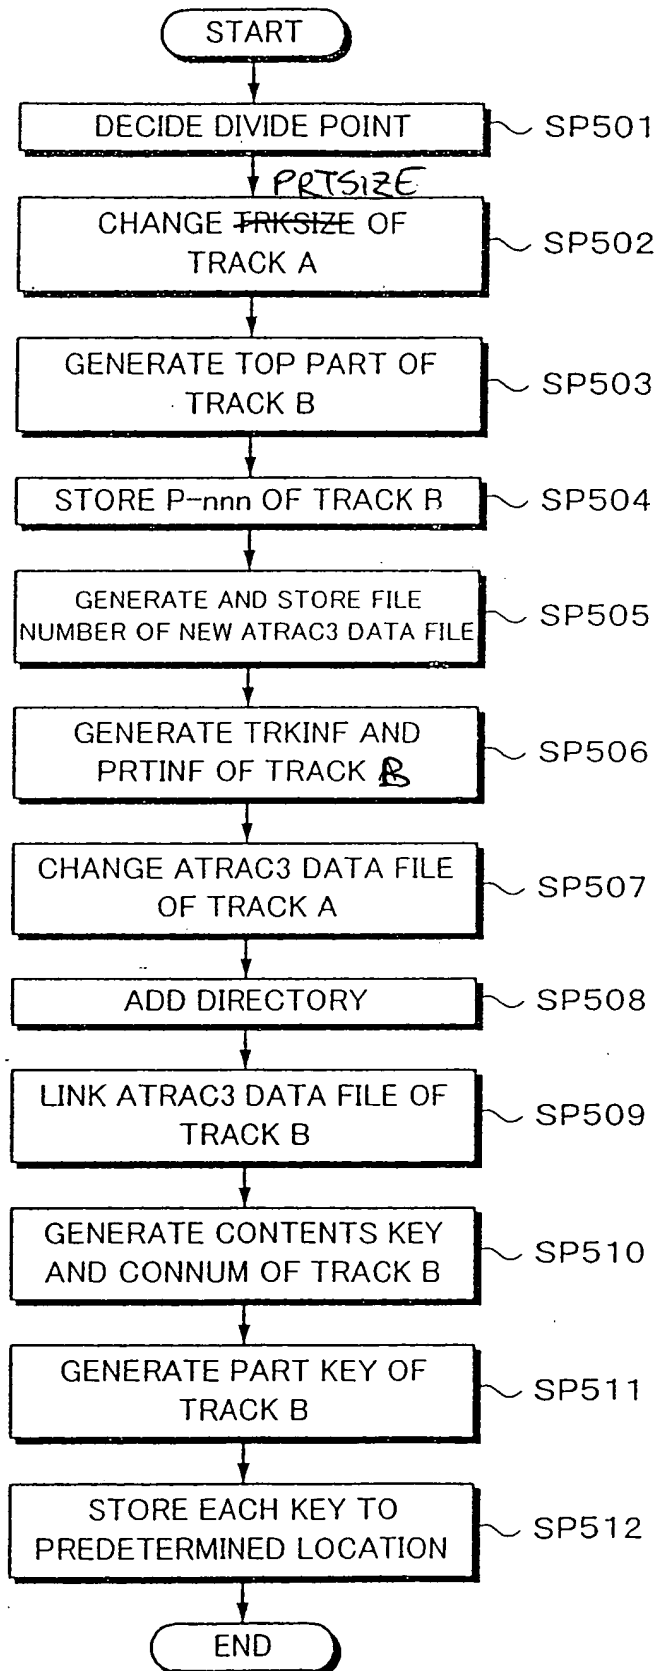 START
DECIDE DIVIDE POINT
SP501
PRTSIZE
CHANGE TRKSIZE OF
TRACK A
SP502
GENERATE TOP PART OF
TRACK B
SP503
STORE P-nnn OF TRACK B
SP504
GENERATE AND STORE FILE
NUMBER OF NEW ATRAC3 DATA FILE
SP505
GENERATE TRKINF AND
PRTINF OF TRACK B
SP506
CHANGE ATRAC3 DATA FILE
OF TRACK A
SP507
ADD DIRECTORY
SP508
LINK ATRAC3 DATA FILE OF
TRACK B
SP509
GENERATE CONTENTS KEY
AND CONNUM OF TRACK B
SP510
GENERATE PART KEY OF
TRACK B
SP511
STORE EACH KEY TO
PREDETERMINED LOCATION
SP512
END